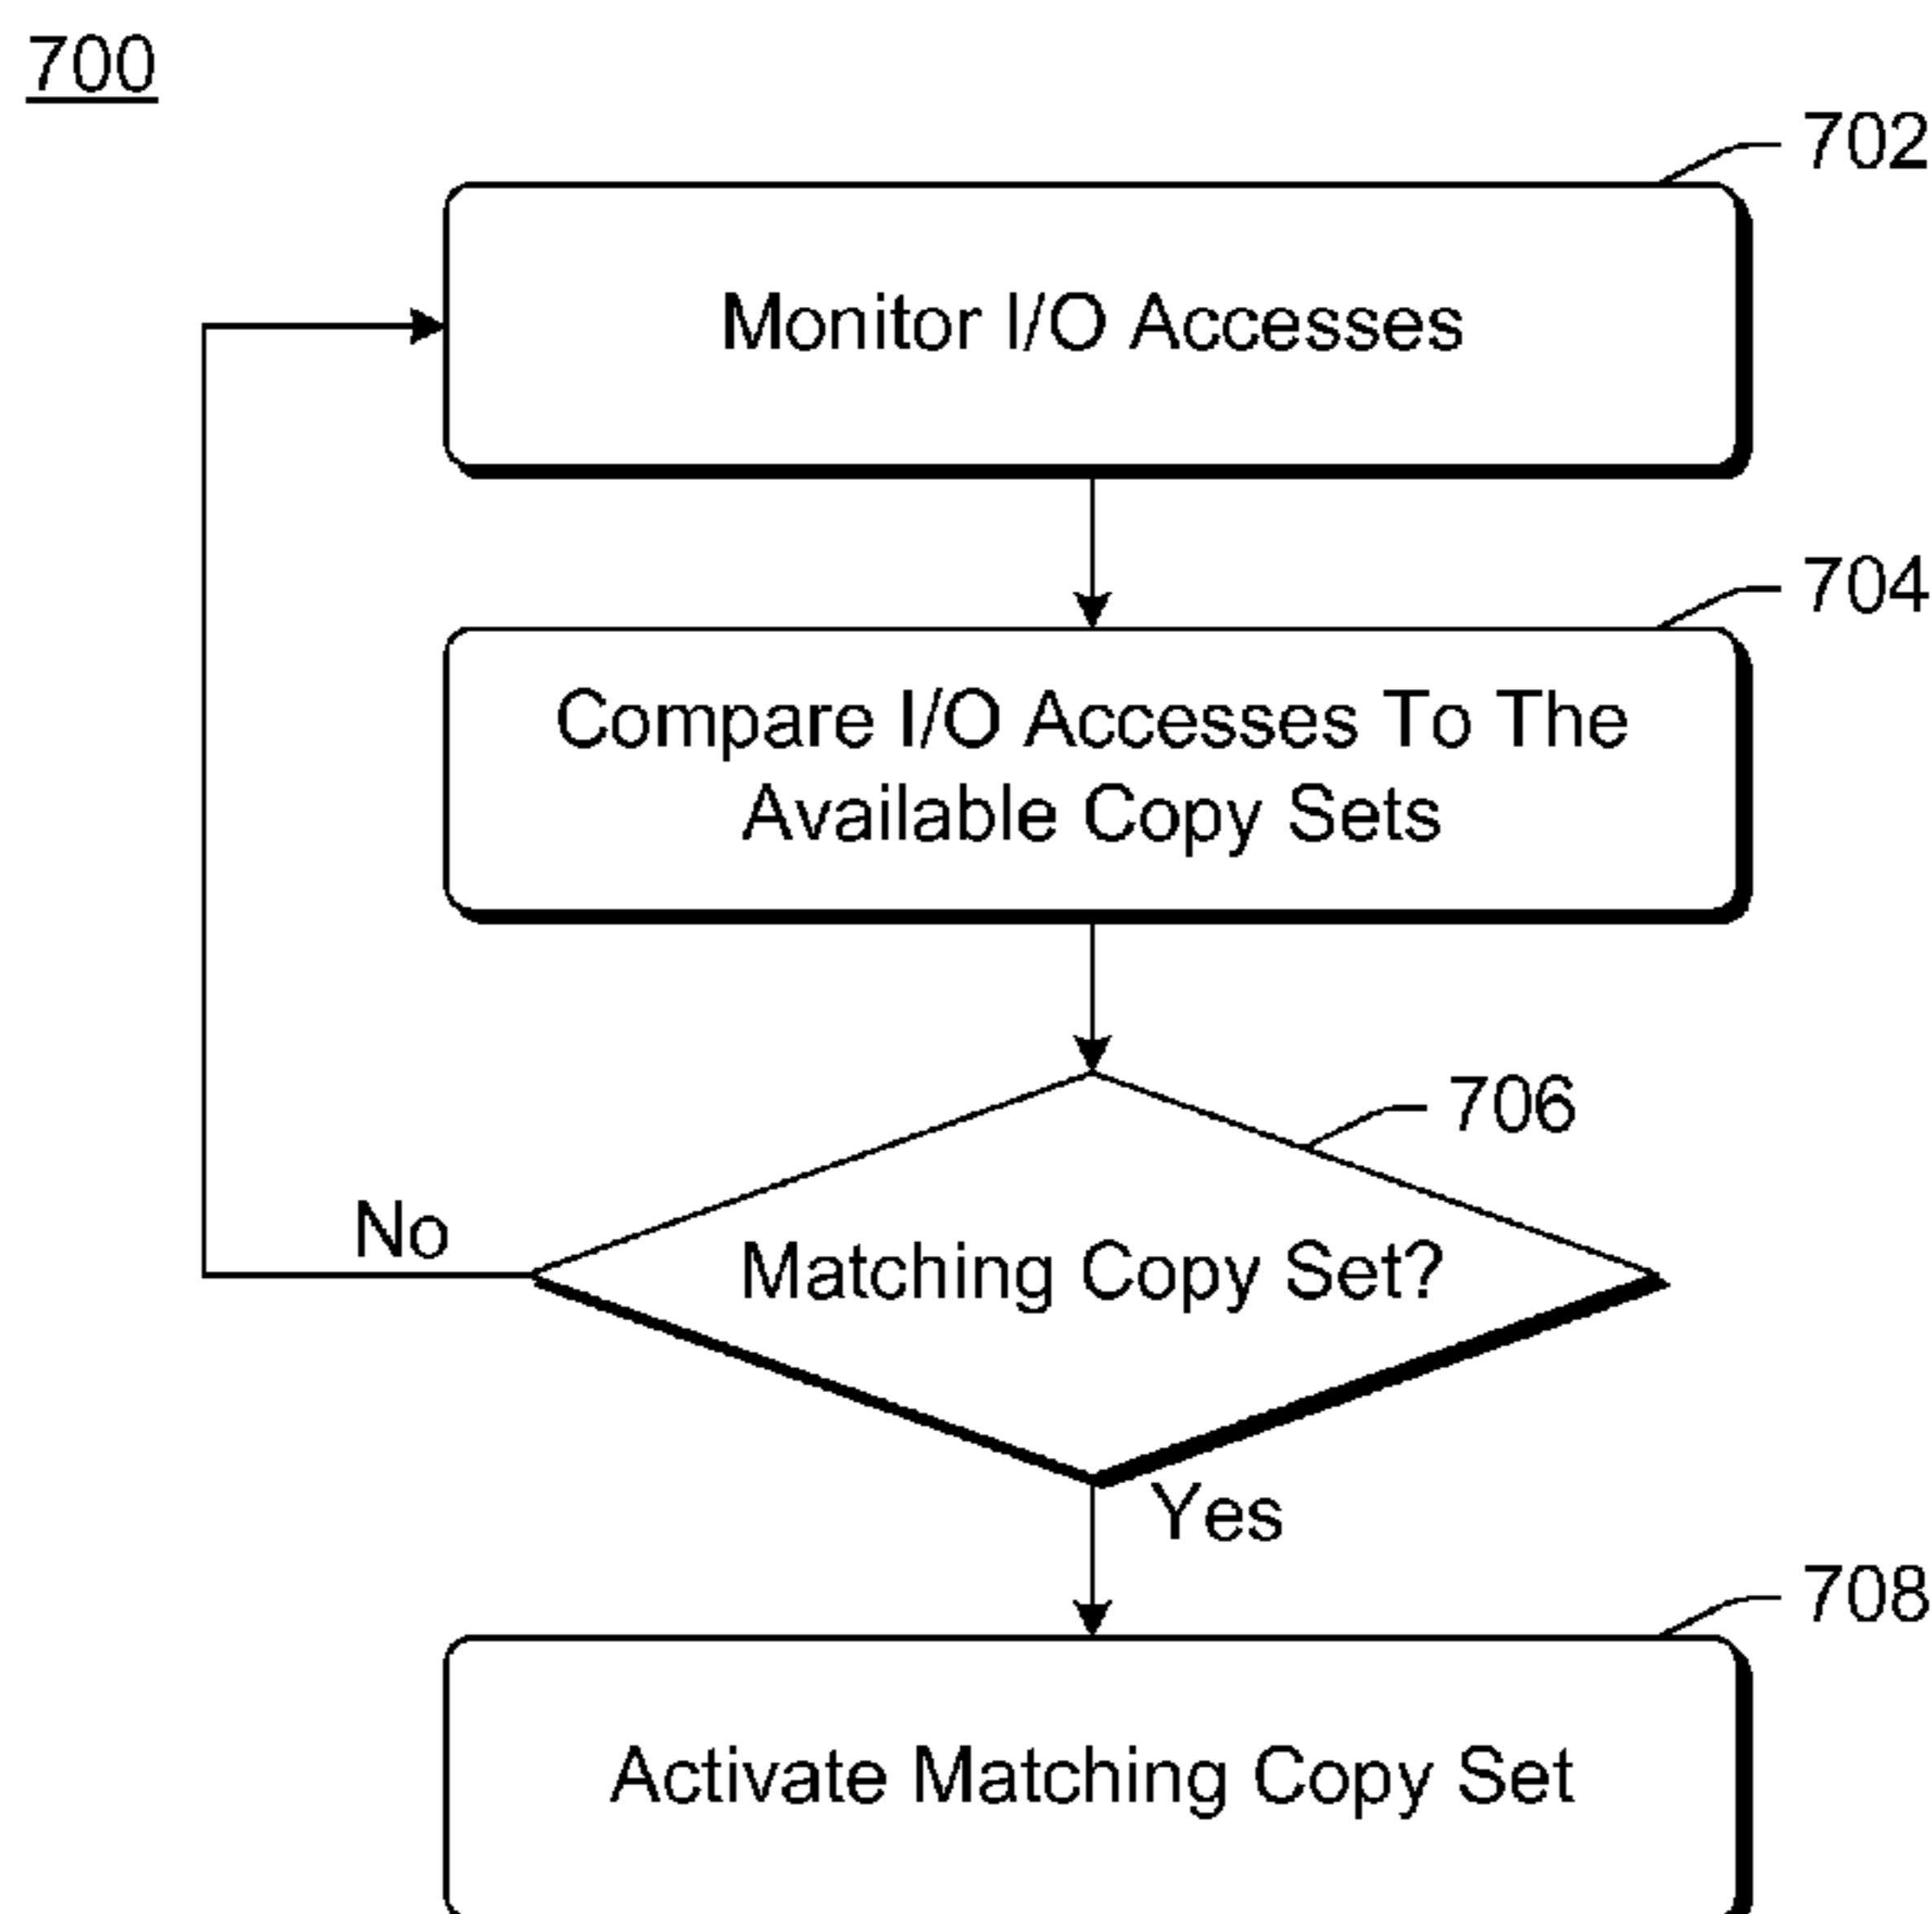 700
702
Monitor I/O Accesses
704
Compare I/O Accesses To The
Available Copy Sets
706
No
Matching Copy Set?
Yes
708
Activate Matching Copy Set